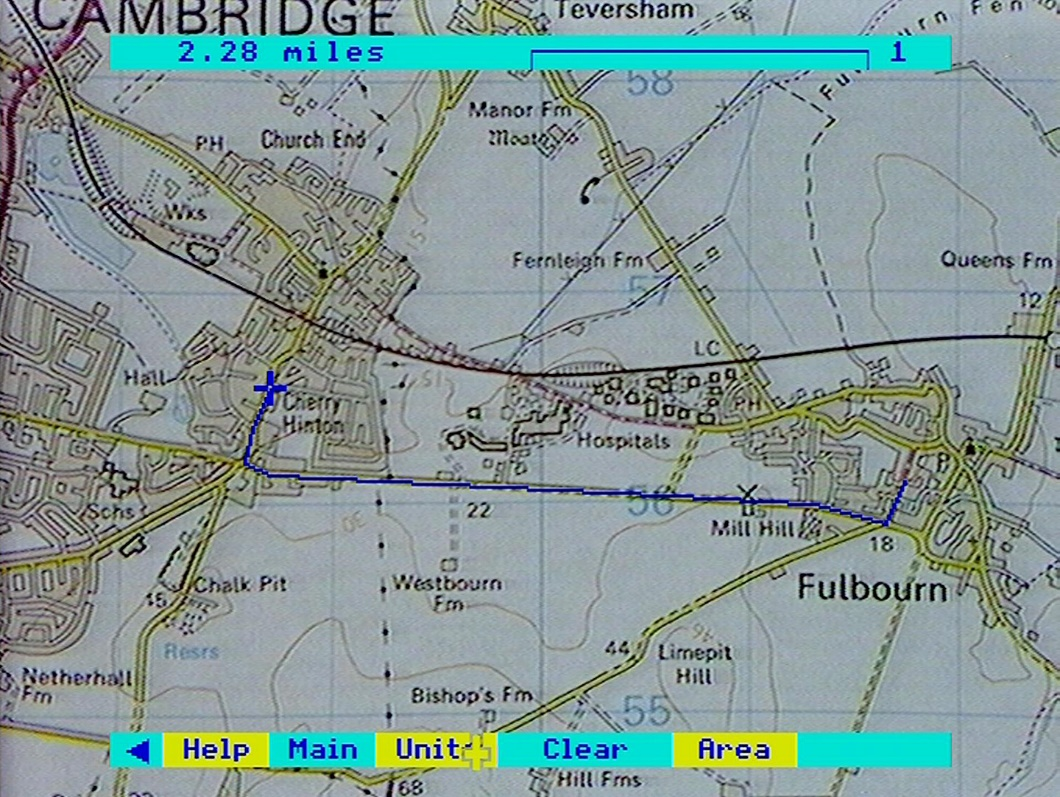 CAMBRIDGE
Teversham
2.28 miles 1
58
Manor Fm
Moat
PH
Church End
Wks
Fernleigh Fm
57
Queens Fm
12
LC
Hall
Cherry
Hinton
PH
Hospitals
P
56
22
Schs
Mill Hill
18
Chalk Pit
Westbourn
Fm
Fulbourn
Resrs
44
Limepit
Hill
Netherhall
Fm
Bishop's Fm
55
Help Main Units Clear Area
68
Hill Fms